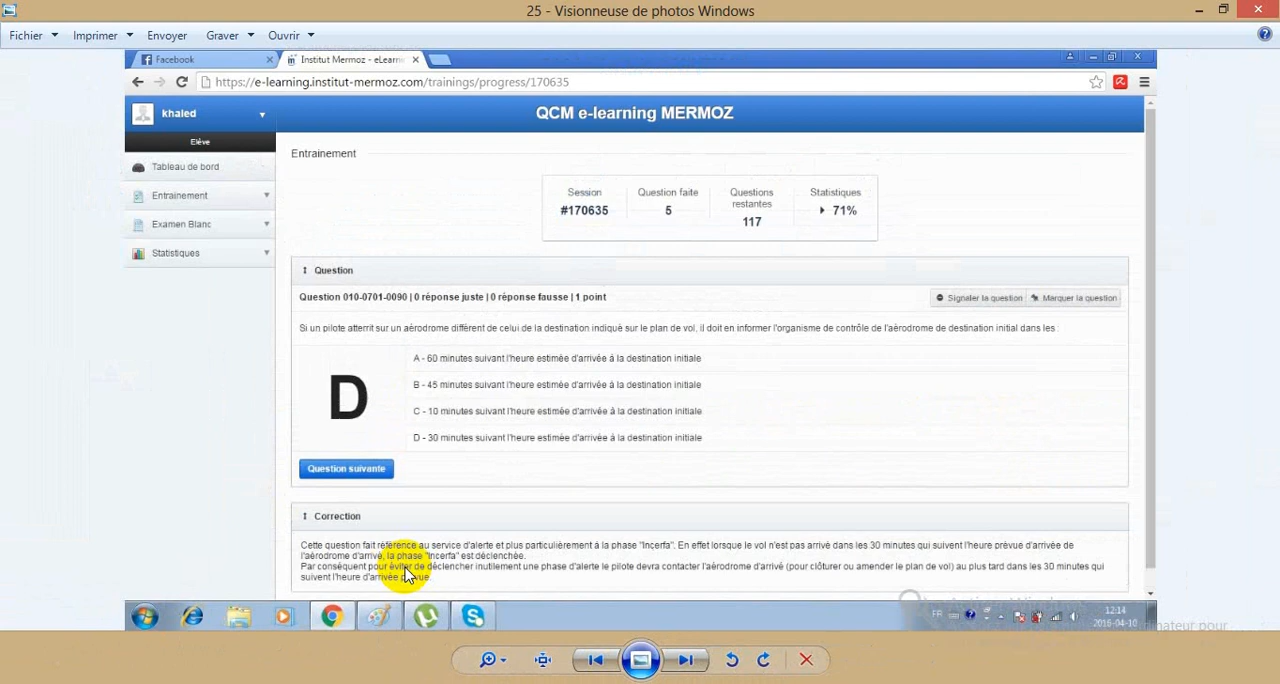 25 - Visionneuse de photos Windows
Fichier Imprimer Envoyer Graver Ouvrir
Facebook Institut Mermoz - eLearn
https://e-learning.institut-mermoz.com/trainings/progress/170635
khaled
QCM e-learning MERMOZ
Elève
Tableau de bord
Entrainement
Examen Blanc
Statistiques
Entrainement
Session Question faite Questions restantes Statistiques
#170635 5 117 71%
Question
Question 010-0701-0090 | 0 réponse juste | 0 réponse fausse | 1 point
Signaler la question Marquer la question
Si un pilote atterrit sur un aérodrome différent de celui de la destination indiqué sur le plan de vol, il doit en informer l'organisme de contrôle de l'aérodrome de destination initial dans les :
D
A - 60 minutes suivant l'heure estimée d'arrivée à la destination initiale
B - 45 minutes suivant l'heure estimée d'arrivée à la destination initiale
C - 10 minutes suivant l'heure estimée d'arrivée à la destination initiale
D - 30 minutes suivant l'heure estimée d'arrivée à la destination initiale
Question suivante
Correction
Cette question fait référence au service d'alerte et plus particulièrement à la phase "Incerfa". En effet lorsque le vol n'est pas arrivé dans les 30 minutes qui suivent l'heure prévue d'arrivée de
l'aérodrome d'arrivé, la phase "Incerfa" est déclenchée.
Par conséquent pour éviter de déclencher inutilement une phase d'alerte le pilote devra contacter l'aérodrome d'arrivé (pour clôturer ou amender le plan de vol) au plus tard dans les 30 minutes qui
suivent l'heure d'arrivée prévue.
FR
12:14
2016-04-10